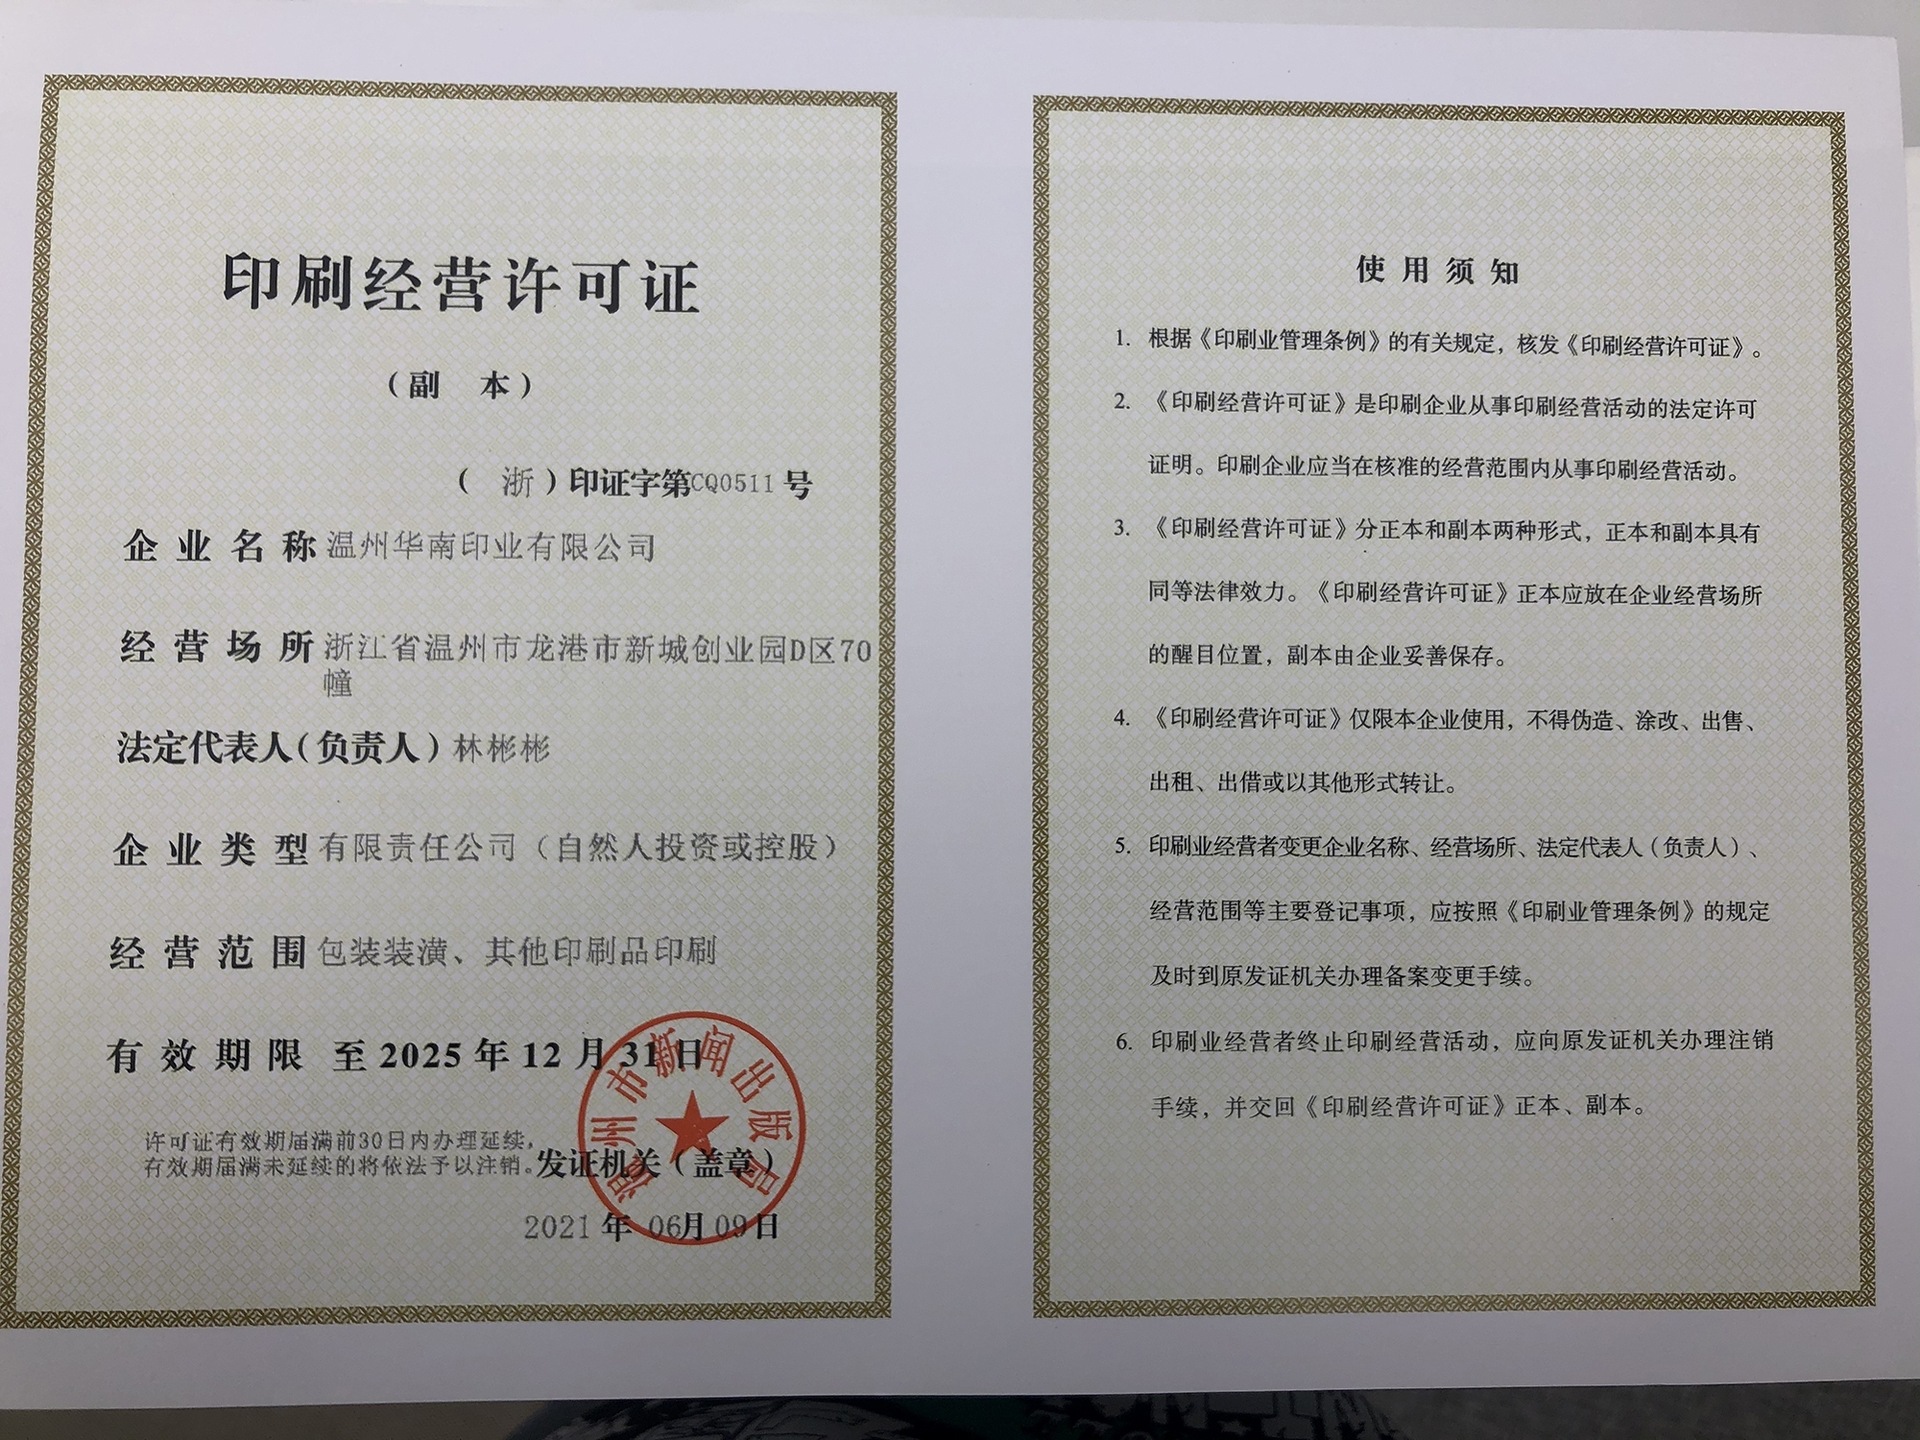 印刷经营许可证
（副 本）
（ 浙 ）印证字第CQ0511 号
企业名称 温州华南印业有限公司
经营场所 浙江省温州市龙港市新城创业园D区70
幢
法定代表人（负责人）林彬彬
企业类型 有限责任公司（自然人投资或控股）
经营范围 包装装潢、其他印刷品印刷
有效期限 至 2025 年 12 月 31 日
许可证有效期届满前30日内办理延续，
有效期届满未延续的将依法予以注销。
发证机关（盖章）
温州市新闻出版局
2021 年 06月 09日
使用须知
1. 根据《印刷业管理条例》的有关规定，核发《印刷经营许可证》。
2. 《印刷经营许可证》是印刷企业从事印刷经营活动的法定许可
证明。印刷企业应当在核准的经营范围内从事印刷经营活动。
3. 《印刷经营许可证》分正本和副本两种形式，正本和副本具有
同等法律效力。《印刷经营许可证》正本应放在企业经营场所
的醒目位置，副本由企业妥善保存。
4. 《印刷经营许可证》仅限本企业使用，不得伪造、涂改、出售、
出租、出借或以其他形式转让。
5. 印刷业经营者变更企业名称、经营场所、法定代表人（负责人）、
经营范围等主要登记事项，应按照《印刷业管理条例》的规定
及时到原发证机关办理备案变更手续。
6. 印刷业经营者终止印刷经营活动，应向原发证机关办理注销
手续，并交回《印刷经营许可证》正本、副本。